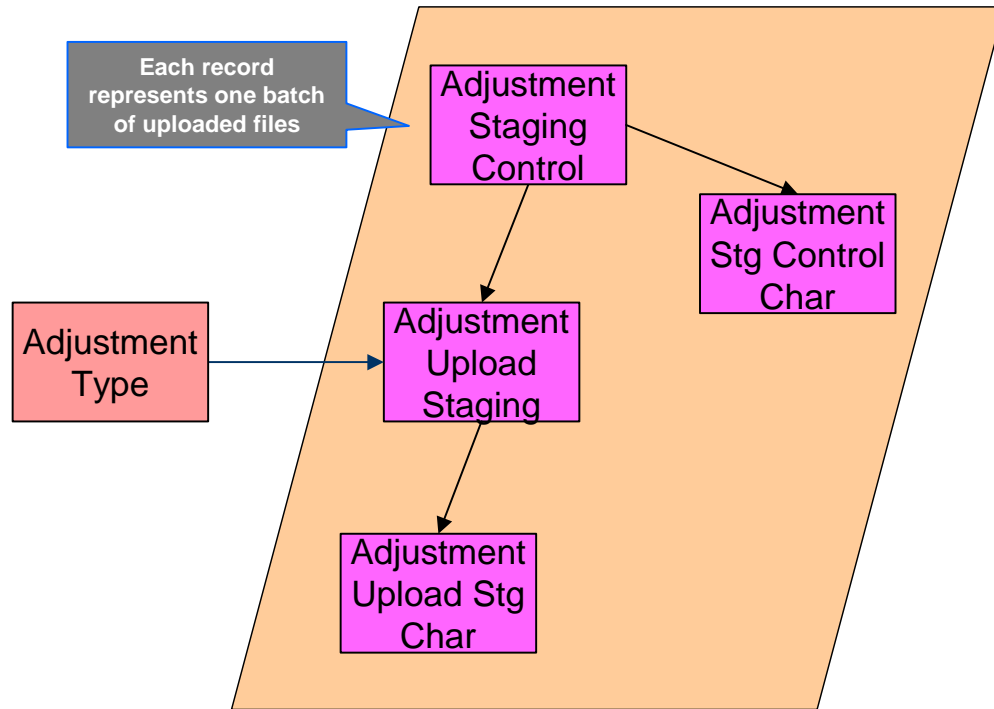 Each record
represents one batch
of uploaded files
Adjustment
Staging
Control
Adjustment
Stg Control
Char
Adjustment
Type
Adjustment
Upload
Staging
Adjustment
Upload Stg
Char